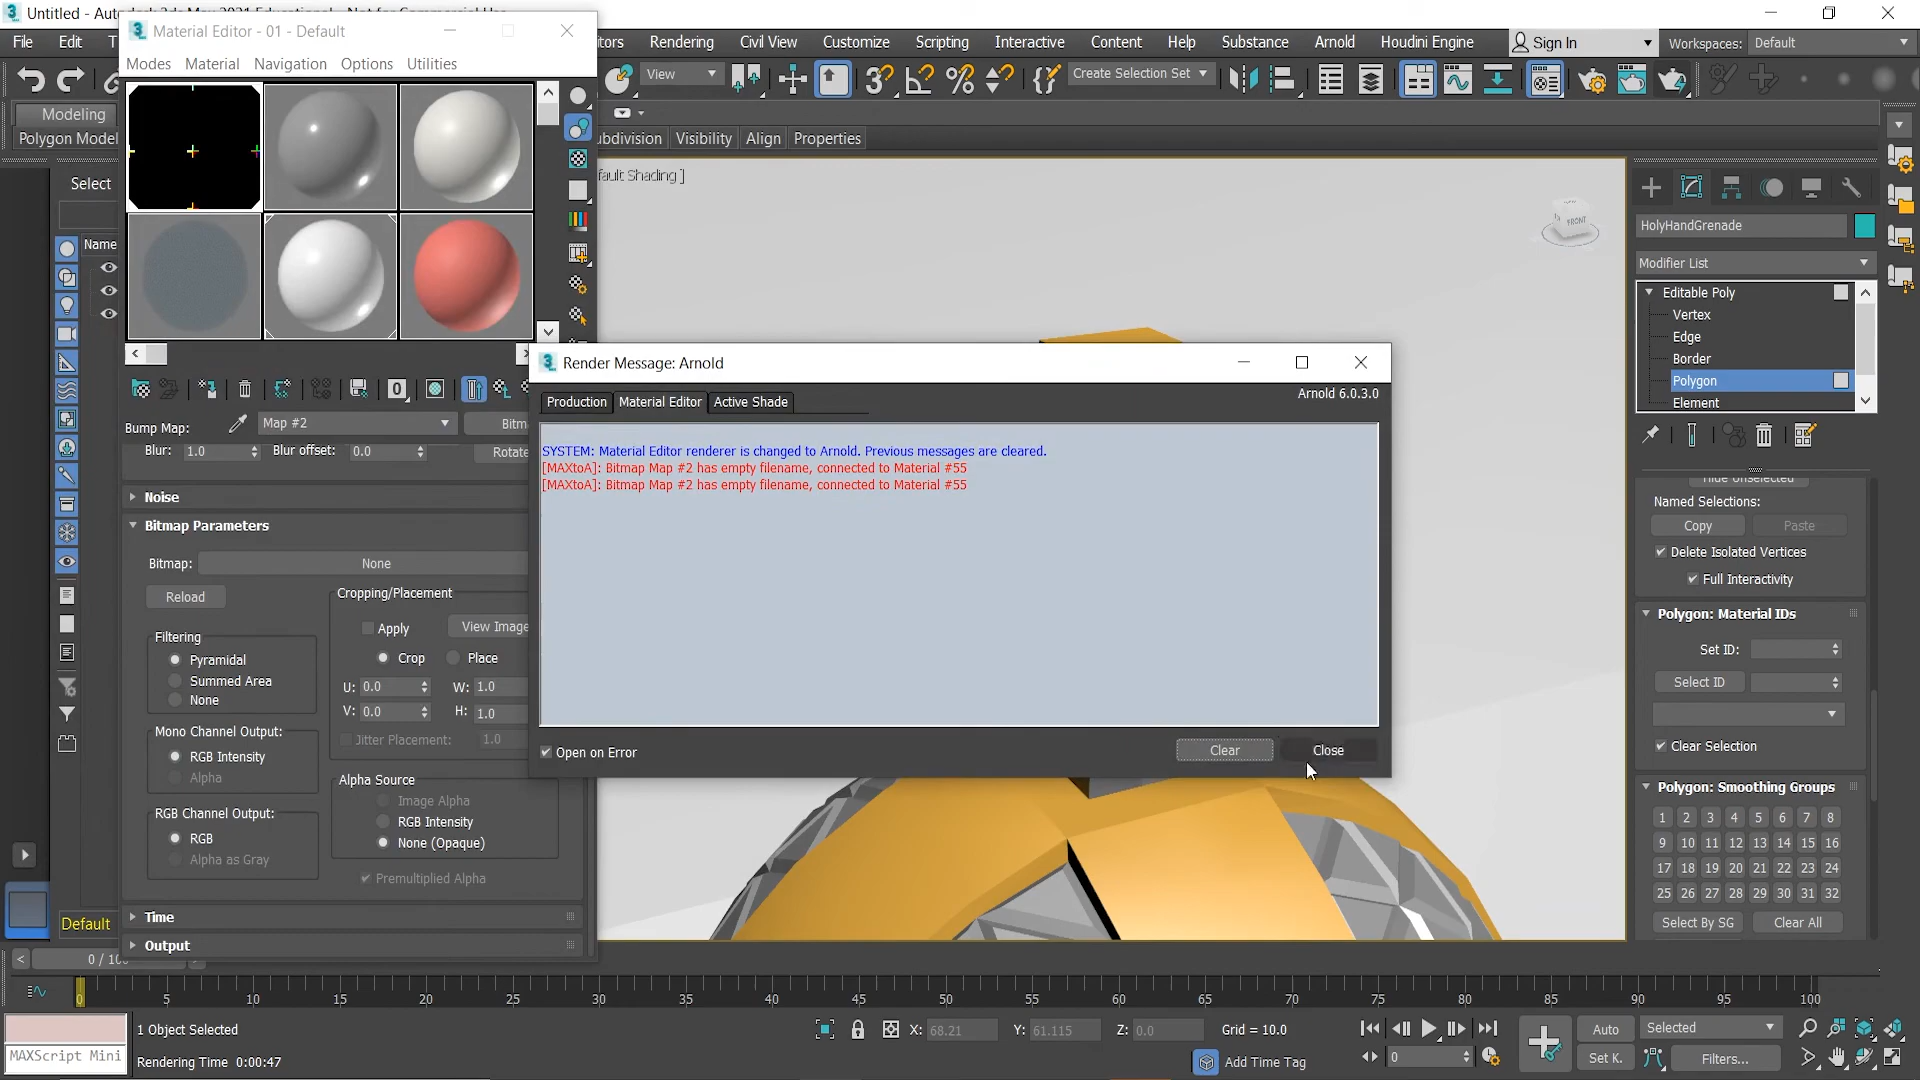 Untitled - Autodesk 3ds Max 2021 Educational - Not for Commercial Use
Material Editor - 01 - Default
File Edit
Rendering Civil View Customize Scripting Interactive Content Help Substance Arnold Houdini Engine
Sign In
Workspaces: Default
Modes Material Navigation Options Utilities
View
Create Selection Set
Modeling
Polygon Model
Visibility Align Properties
fault Shading ]
Select
Name
FRONT
HolyHandGrenade
Modifier List
Editable Poly
Vertex
Edge
Border
Polygon
Element
Render Message: Arnold
Arnold 6.0.3.0
Production Material Editor Active Shade
SYSTEM: Material Editor renderer is changed to Arnold. Previous messages are cleared.
[MAXtoA]: Bitmap Map #2 has empty filename, connected to Material #55
[MAXtoA]: Bitmap Map #2 has empty filename, connected to Material #55
Open on Error
Clear
Close
Bump Map:
Map #2
Bitm
Blur: 1.0 Blur offset: 0.0 Rotate
Noise
Bitmap Parameters
Bitmap: None
Reload
Cropping/Placement
Apply View Image
Crop Place
U: 0.0 W: 1.0
V: 0.0 H: 1.0
Jitter Placement: 1.0
Filtering
Pyramidal
Summed Area
None
Mono Channel Output:
RGB Intensity
Alpha
RGB Channel Output:
RGB
Alpha as Gray
Alpha Source
Image Alpha
RGB Intensity
None (Opaque)
Premultiplied Alpha
Time
Output
Default
Hide Unselected
Named Selections:
Copy Paste
Delete Isolated Vertices
Full Interactivity
Polygon: Material IDs
Set ID:
Select ID
Clear Selection
Polygon: Smoothing Groups
1 2 3 4 5 6 7 8
9 10 11 12 13 14 15 16
17 18 19 20 21 22 23 24
25 26 27 28 29 30 31 32
Select By SG Clear All
0 / 100
0 5 10 15 20 25 30 35 40 45 50 55 60 65 70 75 80 85 90 95 100
MAXScript Mini
1 Object Selected
Rendering Time 0:00:47
X: 68.21 Y: 61.115 Z: 0.0 Grid = 10.0
Add Time Tag
0
Auto
Set K.
Selected
Filters...